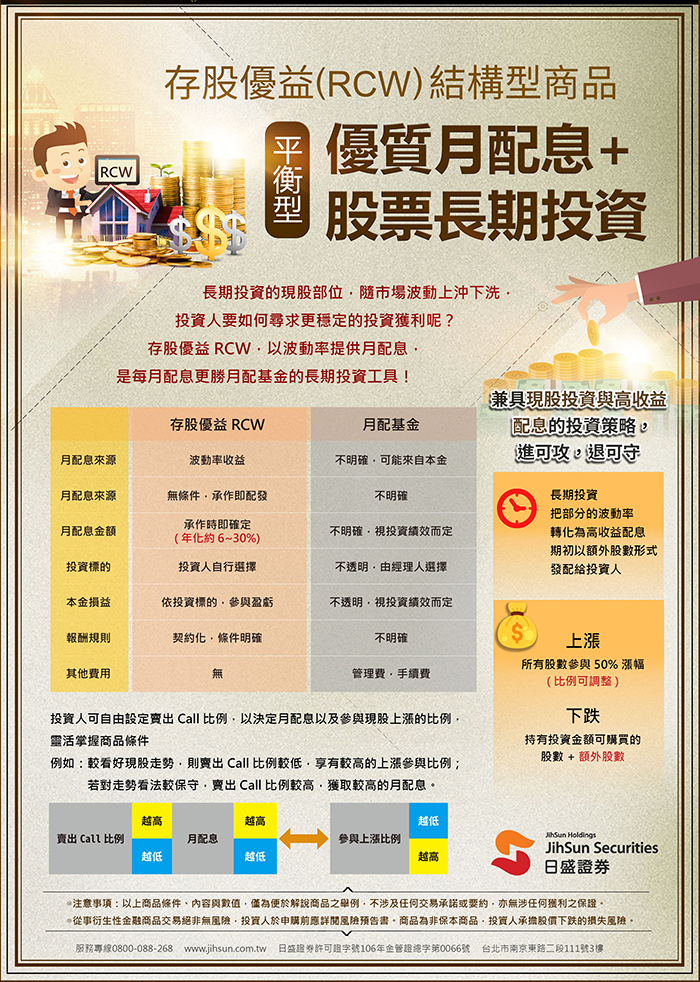 存股優益(RCW)結構型商品
平衡型
優質月配息+
股票長期投資
RCW
長期投資的現股部位，隨市場波動上沖下洗，
投資人要如何尋求更穩定的投資獲利呢？
存股優益 RCW，以波動率提供月配息，
是每月配息更勝月配基金的長期投資工具！
存股優益 RCW 月配基金
月配息來源 波動率收益 不明確，可能來自本金
月配息來源 無條件，承作即配發 不明確
月配息金額 承作時即確定 不明確，視投資績效而定
(年化約 6~30%)
投資標的 投資人自行選擇 不透明，由經理人選擇
本金損益 依投資標的，參與盈虧 不透明，視投資績效而定
報酬規則 契約化，條件明確 不明確
其他費用 無 管理費，手續費
兼具現股投資與高收益
配息的投資策略，
進可攻，退可守
長期投資
把部分的波動率
轉化為高收益配息
期初以額外股數形式
發配給投資人
上漲
所有股數參與 50% 漲幅
(比例可調整)
下跌
持有投資金額可購買的
股數 + 額外股數
投資人可自由設定賣出 Call 比例，以決定月配息以及參與現股上漲的比例，
靈活掌握商品條件
例如：較看好現股走勢，則賣出 Call 比例較低，享有較高的上漲參與比例；
若對走勢看法較保守，賣出 Call 比例較高，獲取較高的月配息。
賣出 Call 比例
越高
越低
月配息
越高
越低
參與上漲比例
越低
越高
JihSun Holdings
JihSun Securities
日盛證券
※注意事項：以上商品條件、內容與數值，僅為便於解說商品之舉例，不涉及任何交易承諾或要約，亦無涉任何獲利之保證。
※從事衍生性金融商品交易絕非無風險，投資人於申購前應詳閱風險預告書。商品為非保本商品，投資人承擔股價下跌的損失風險。
服務專線0800-088-268 www.jihsun.com.tw 日盛證券許可證字號106年金管證總字第0066號 台北市南京東路二段111號3樓